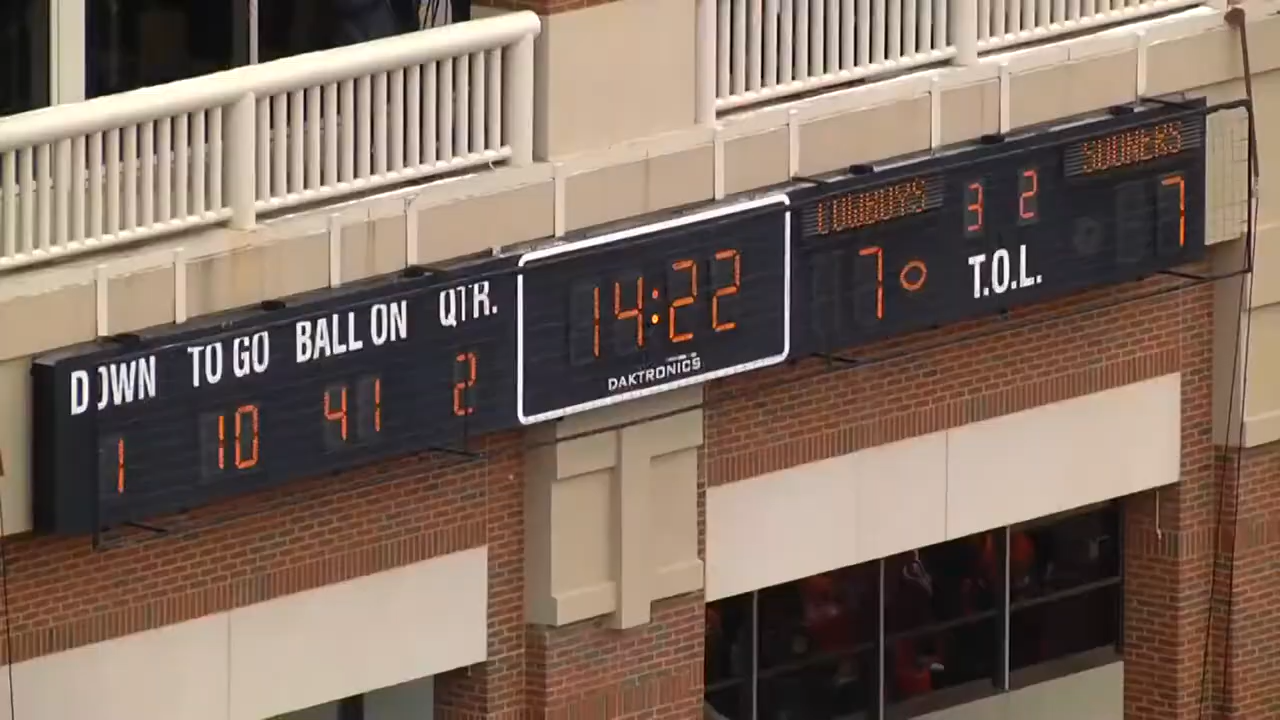 DOWN TO GO BALL ON QTR.
1 10 41 2
14:22
DAKTRONICS
COWBOYS 3 2 SOONERS
7 T.O.L. 7